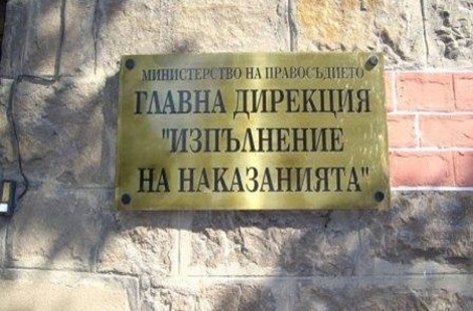 МИНИСТЕРСТВО НА ПРАВОСЪДИЕТО
ГЛАВНА ДИРЕКЦИЯ
"ИЗПЪЛНЕНИЕ
НА НАКАЗАНИЯТА"